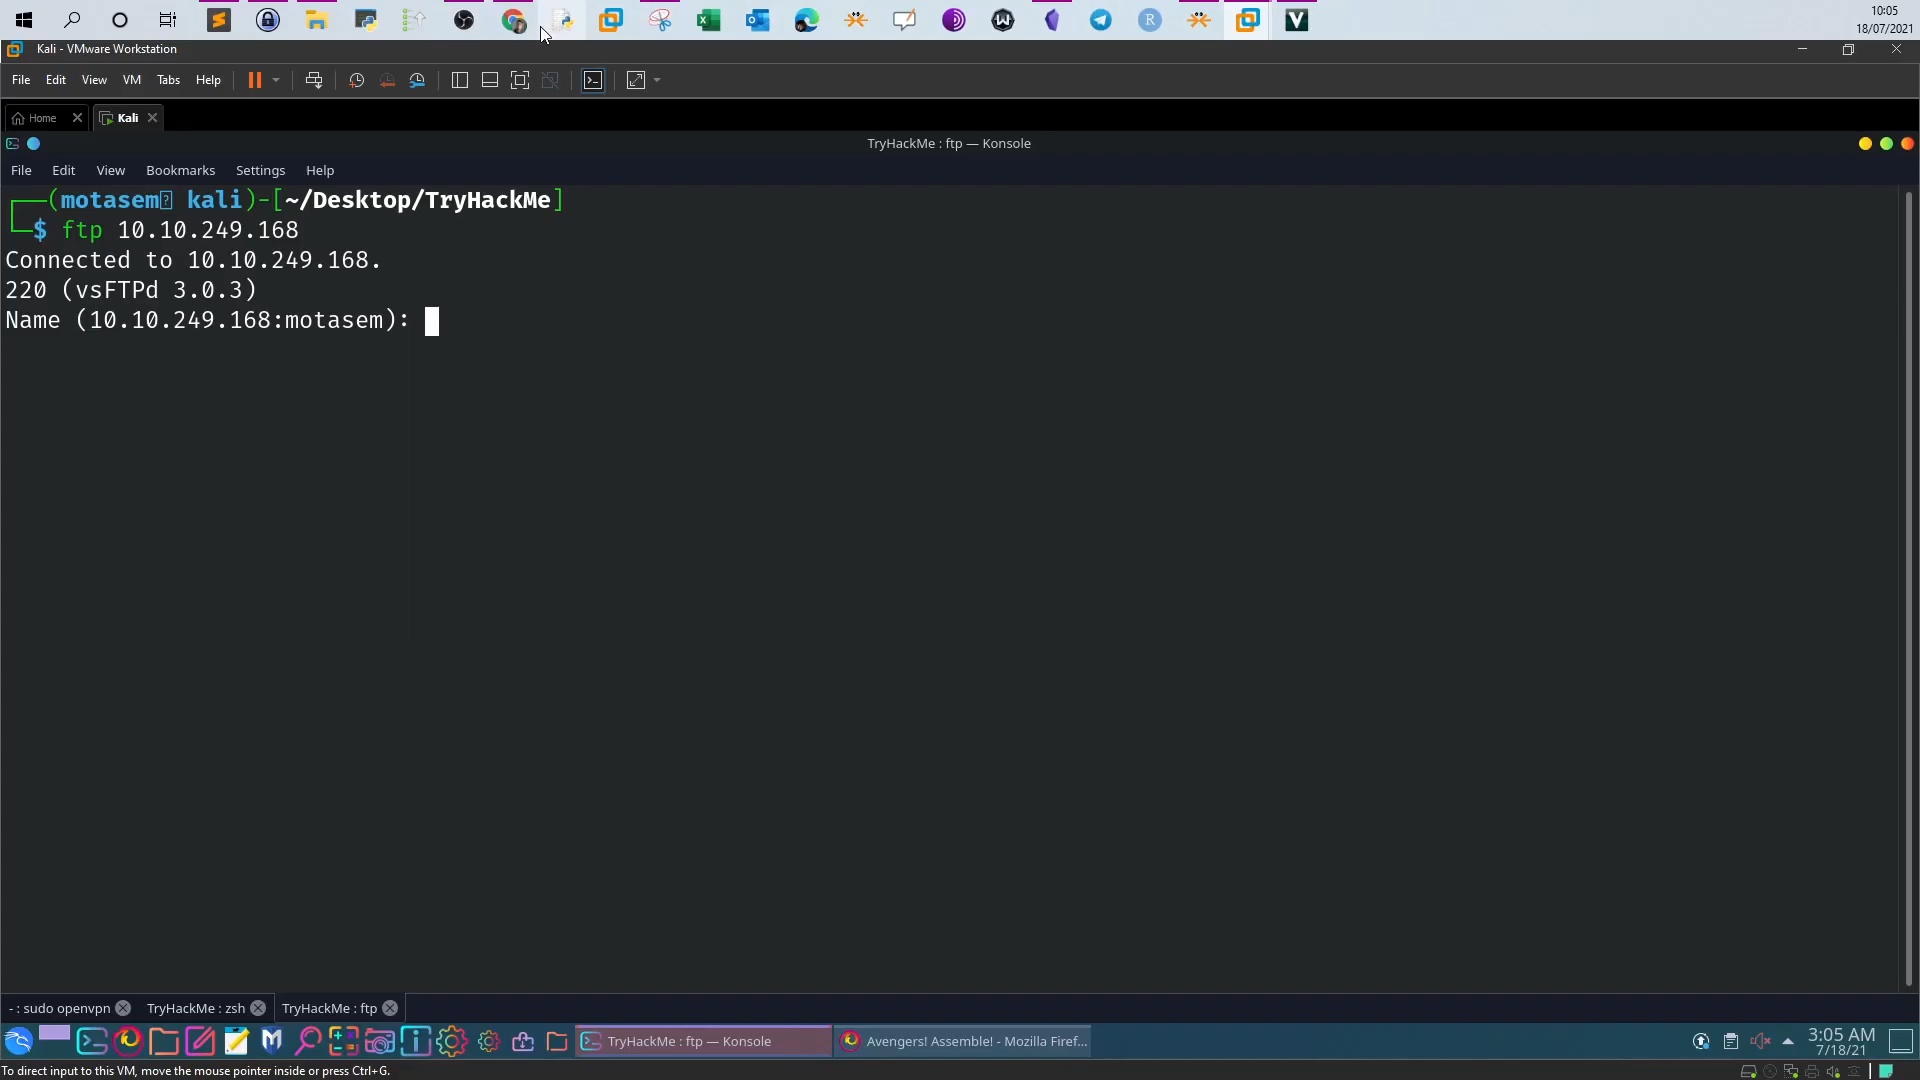 10:05
18/07/2021
Kali - VMware Workstation
File Edit View VM Tabs Help
Home Kali
TryHackMe : ftp — Konsole
File Edit View Bookmarks Settings Help
┌──(motasem kali)-[~/Desktop/TryHackMe]
└─$ ftp 10.10.249.168
Connected to 10.10.249.168.
220 (vsFTPd 3.0.3)
Name (10.10.249.168:motasem):
- : sudo openvpn TryHackMe : zsh TryHackMe : ftp
TryHackMe : ftp — Konsole Avengers! Assemble! - Mozilla Firef...
3:05 AM
7/18/21
To direct input to this VM, move the mouse pointer inside or press Ctrl+G.